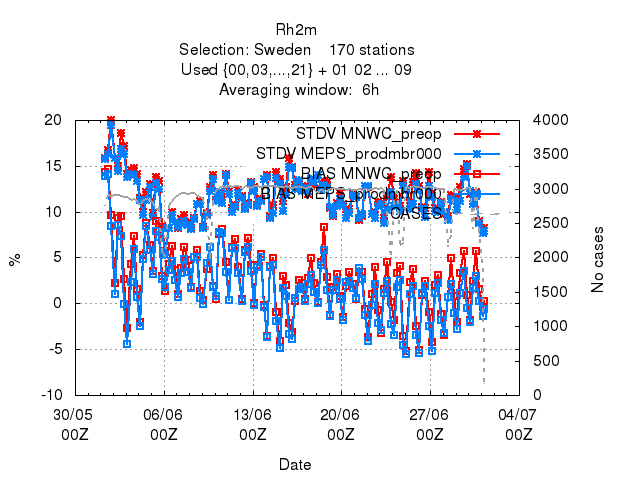 Rh2m
Selection: Sweden 170 stations
Used {00,03,...,21} + 01 02 ... 09
Averaging window: 6h
STDV MNWC_preop
STDV MEPS_prodmbr000
BIAS MNWC_preop
BIAS MEPS_prodmbr000
CASES
20
15
10
5
0
-5
-10
%
4000
3500
3000
2500
2000
1500
1000
500
0
No cases
30/05 06/06 13/06 20/06 27/06 04/07
00Z 00Z 00Z 00Z 00Z 00Z
Date